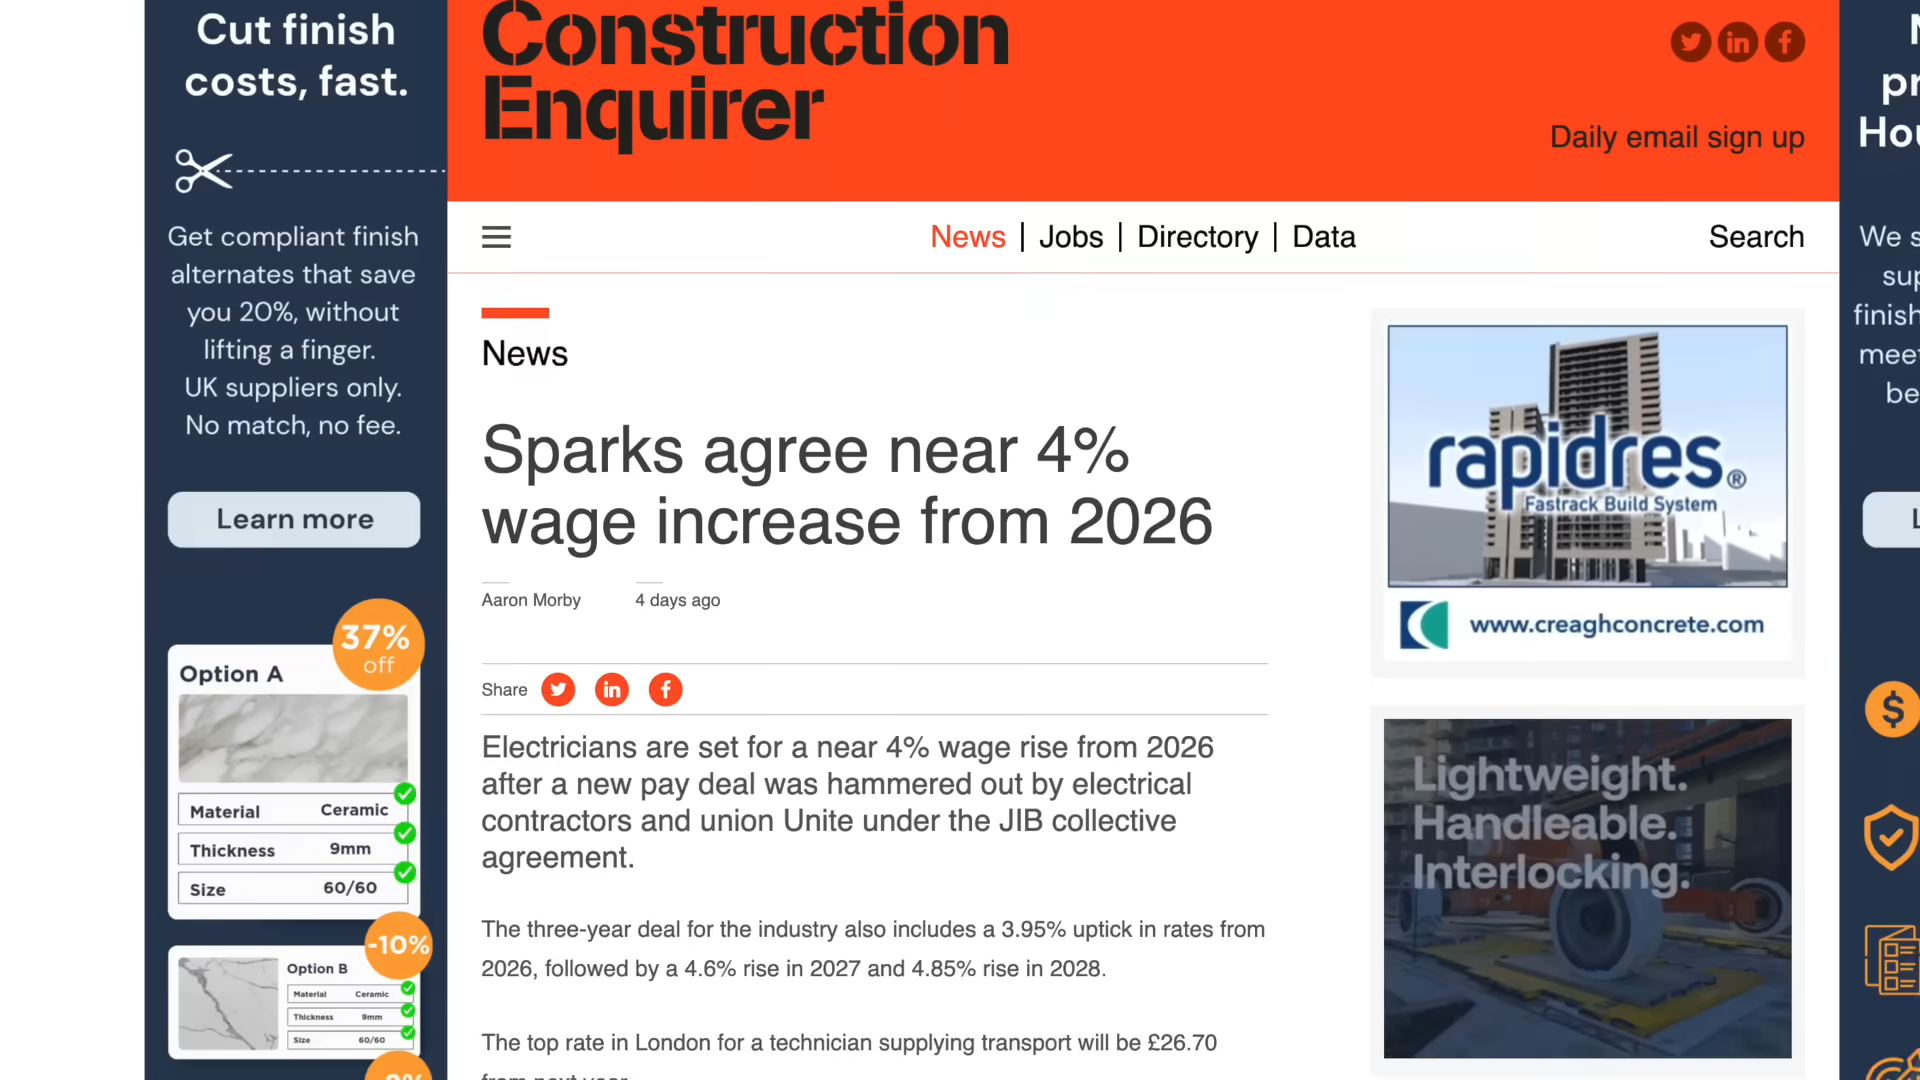 Cut finish
costs, fast.
Get compliant finish
alternates that save
you 20%, without
lifting a finger.
UK suppliers only.
No match, no fee.
Learn more
37%
off
Option A
Material Ceramic
Thickness 9mm
Size 60/60
-10%
Option B
Material Ceramic
Thickness 9mm
Size 60/60
Construction
Enquirer
Daily email sign up
News | Jobs | Directory | Data
Search
News
Sparks agree near 4%
wage increase from 2026
Aaron Morby 4 days ago
Share
Electricians are set for a near 4% wage rise from 2026
after a new pay deal was hammered out by electrical
contractors and union Unite under the JIB collective
agreement.
The three-year deal for the industry also includes a 3.95% uptick in rates from
2026, followed by a 4.6% rise in 2027 and 4.85% rise in 2028.
The top rate in London for a technician supplying transport will be £26.70
from next year
rapidres®
Fastrack Build System
www.creaghconcrete.com
Lightweight.
Handleable.
Interlocking.
We s